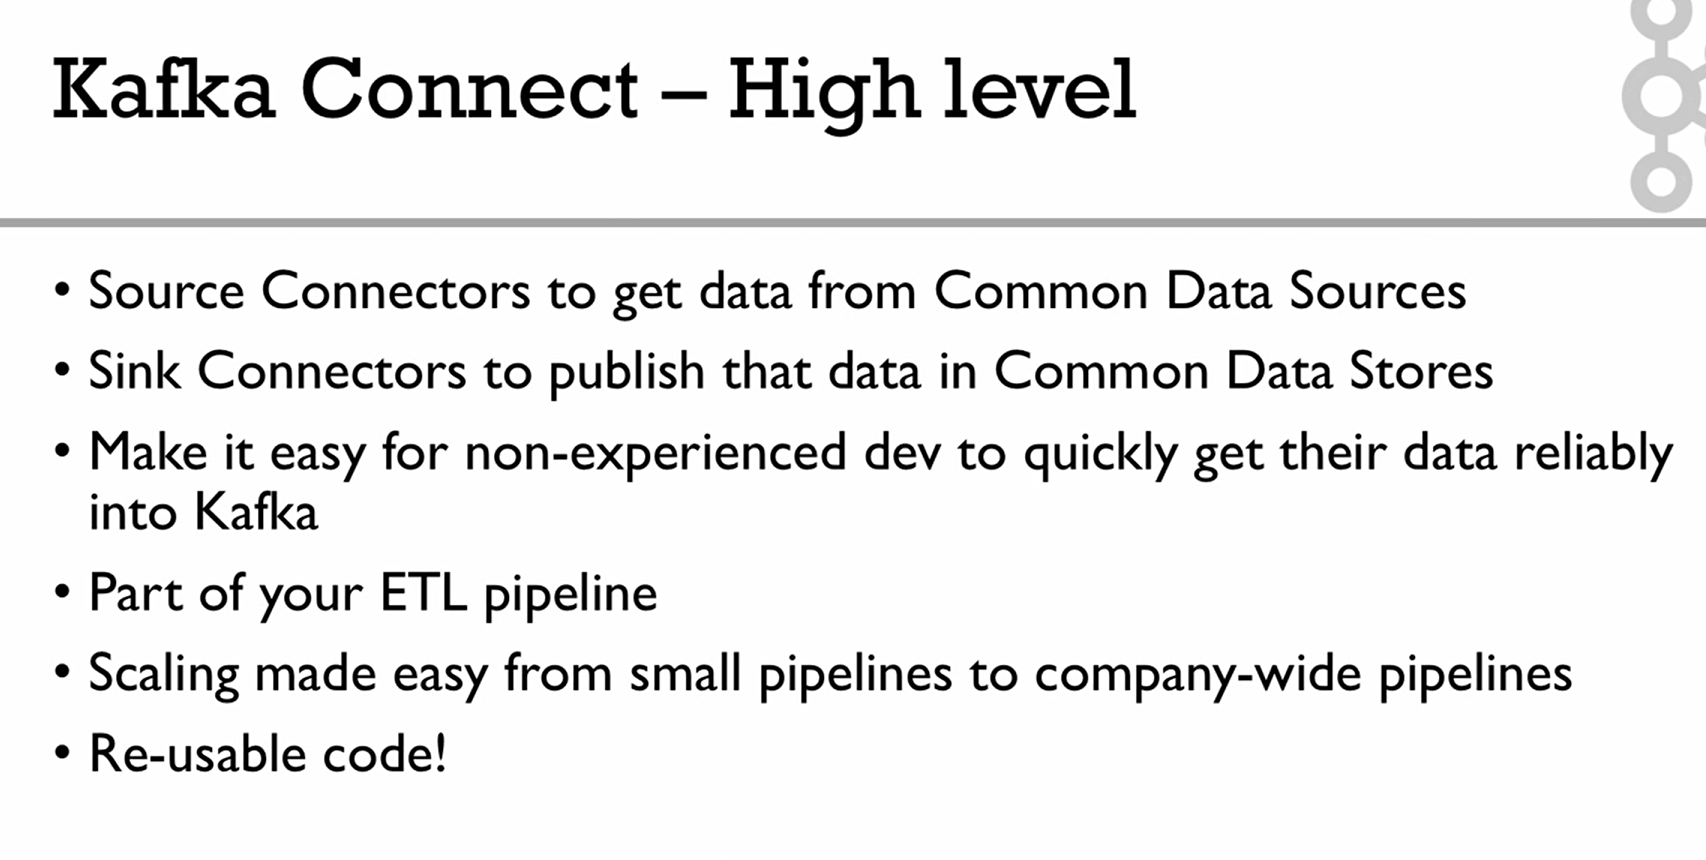 Kafka Connect – High level
• Source Connectors to get data from Common Data Sources
• Sink Connectors to publish that data in Common Data Stores
• Make it easy for non-experienced dev to quickly get their data reliably
into Kafka
• Part of your ETL pipeline
• Scaling made easy from small pipelines to company-wide pipelines
• Re-usable code!